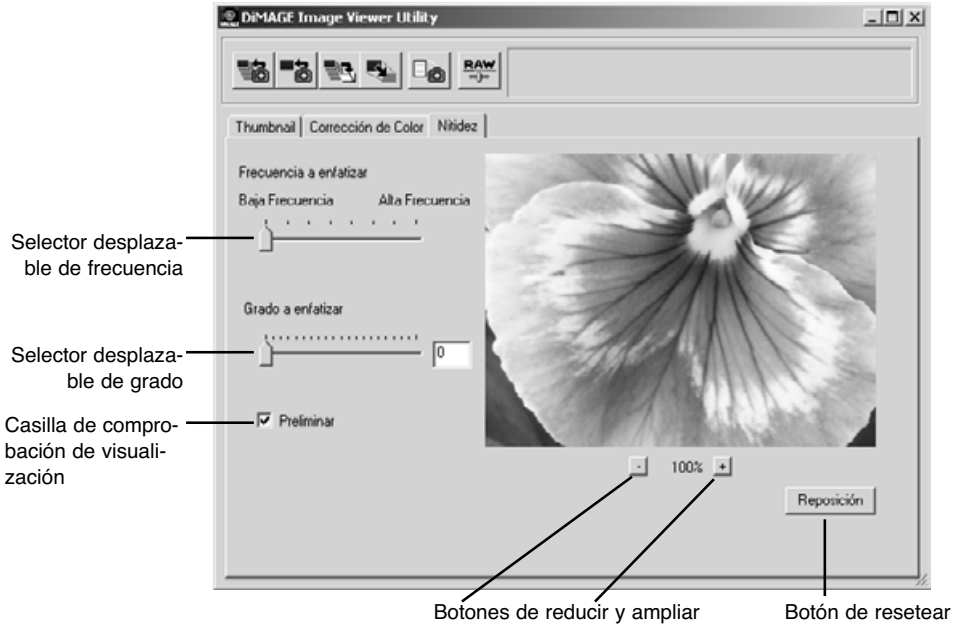 DiMAGE Image Viewer Utility
RAW
Thumbnail Corrección de Color Nitidez
Frecuencia a enfatizar
Baja Frecuencia Alta Frecuencia
Selector desplaza-
ble de frecuencia
Grado a enfatizar
0
Selector desplaza-
ble de grado
Preliminar
Casilla de compro-
bación de visuali-
zación
- 100% +
Reposición
Botones de reducir y ampliar
Botón de resetear